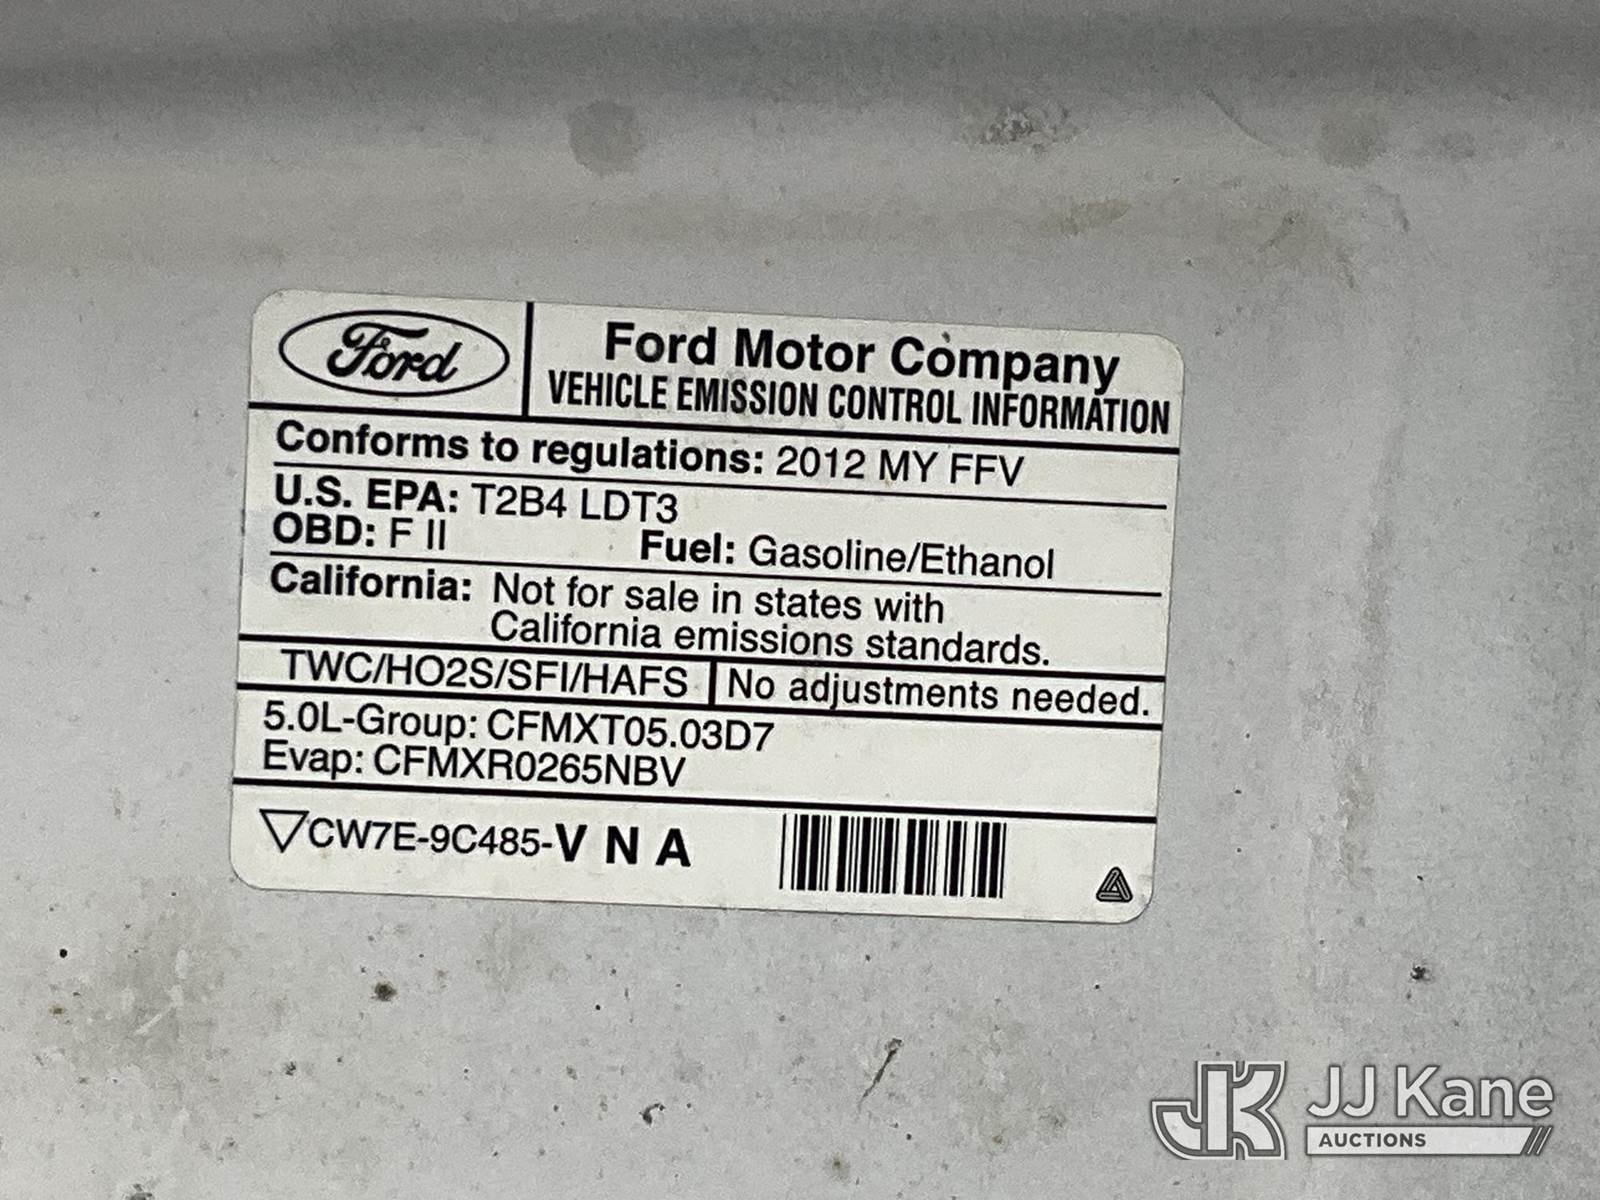 Ford
Ford Motor Company
VEHICLE EMISSION CONTROL INFORMATION
Conforms to regulations: 2012 MY FFV
U.S. EPA: T2B4 LDT3
OBD: F II Fuel: Gasoline/Ethanol
California: Not for sale in states with
California emissions standards.
TWC/HO2S/SFI/HAFS No adjustments needed.
5.0L-Group: CFMXT05.03D7
Evap: CFMXR0265NBV
CW7E-9C485-V N A
JK JJ Kane
AUCTIONS